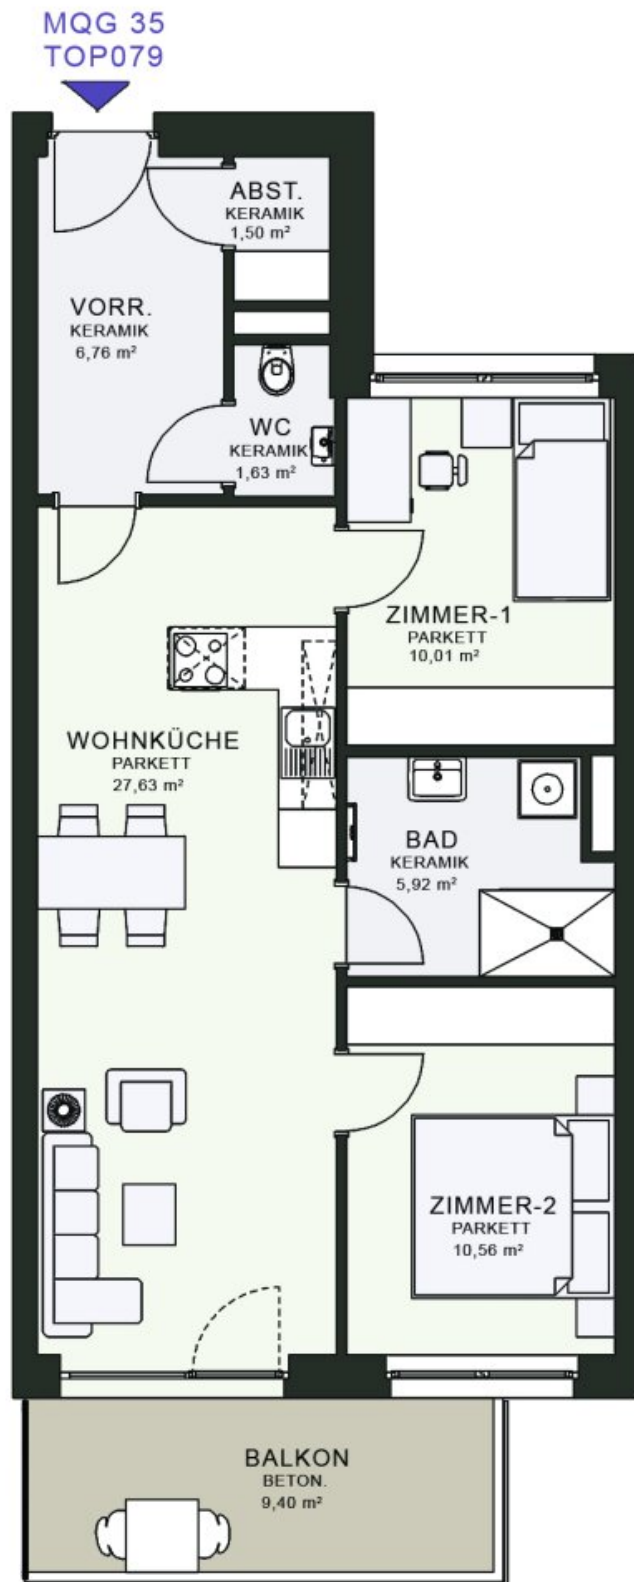 MQG 35
TOP079
ABST.
KERAMIK
1,50 m²
VORR.
KERAMIK
6,76 m²
WC
KERAMIK
1,63 m²
ZIMMER-1
PARKETT
10,01 m²
WOHNKÜCHE
PARKETT
27,63 m²
BAD
KERAMIK
5,92 m²
ZIMMER-2
PARKETT
10,56 m²
BALKON
BETON.
9,40 m²